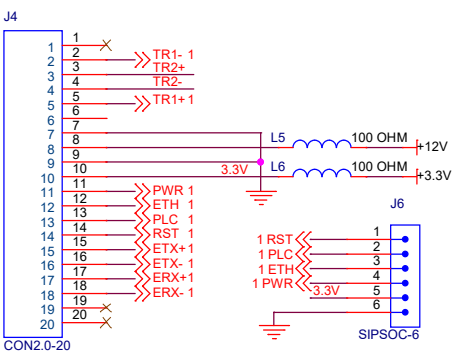 J4
1 1
2 2 TR1- 1
3 3 TR2+
4 4 TR2-
5 5 TR1+ 1
6 6
7 7
8 8 L5 100 OHM +12V
9 9
10 10 3.3V L6 100 OHM +3.3V
11 11 PWR 1
12 12 ETH 1
13 13 PLC 1
14 14 RST 1
15 15 ETX+ 1
16 16 ETX- 1
17 17 ERX+ 1
18 18 ERX- 1
19 19
20 20
CON2.0-20
J6
1 RST 1
1 PLC 2
1 ETH 3
1 PWR 4
3.3V 5
6
SIPSOC-6